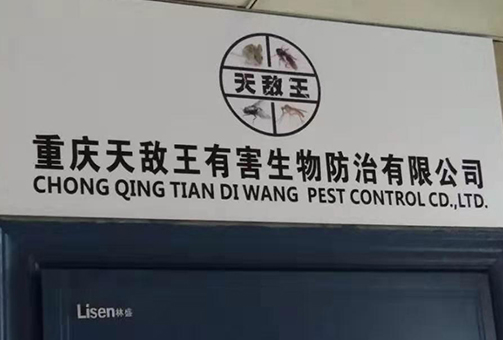 天敌王
重庆天敌王有害生物防治有限公司
CHONG QING TIAN DI WANG PEST CONTROL CD.,LTD.
Lisen林盛